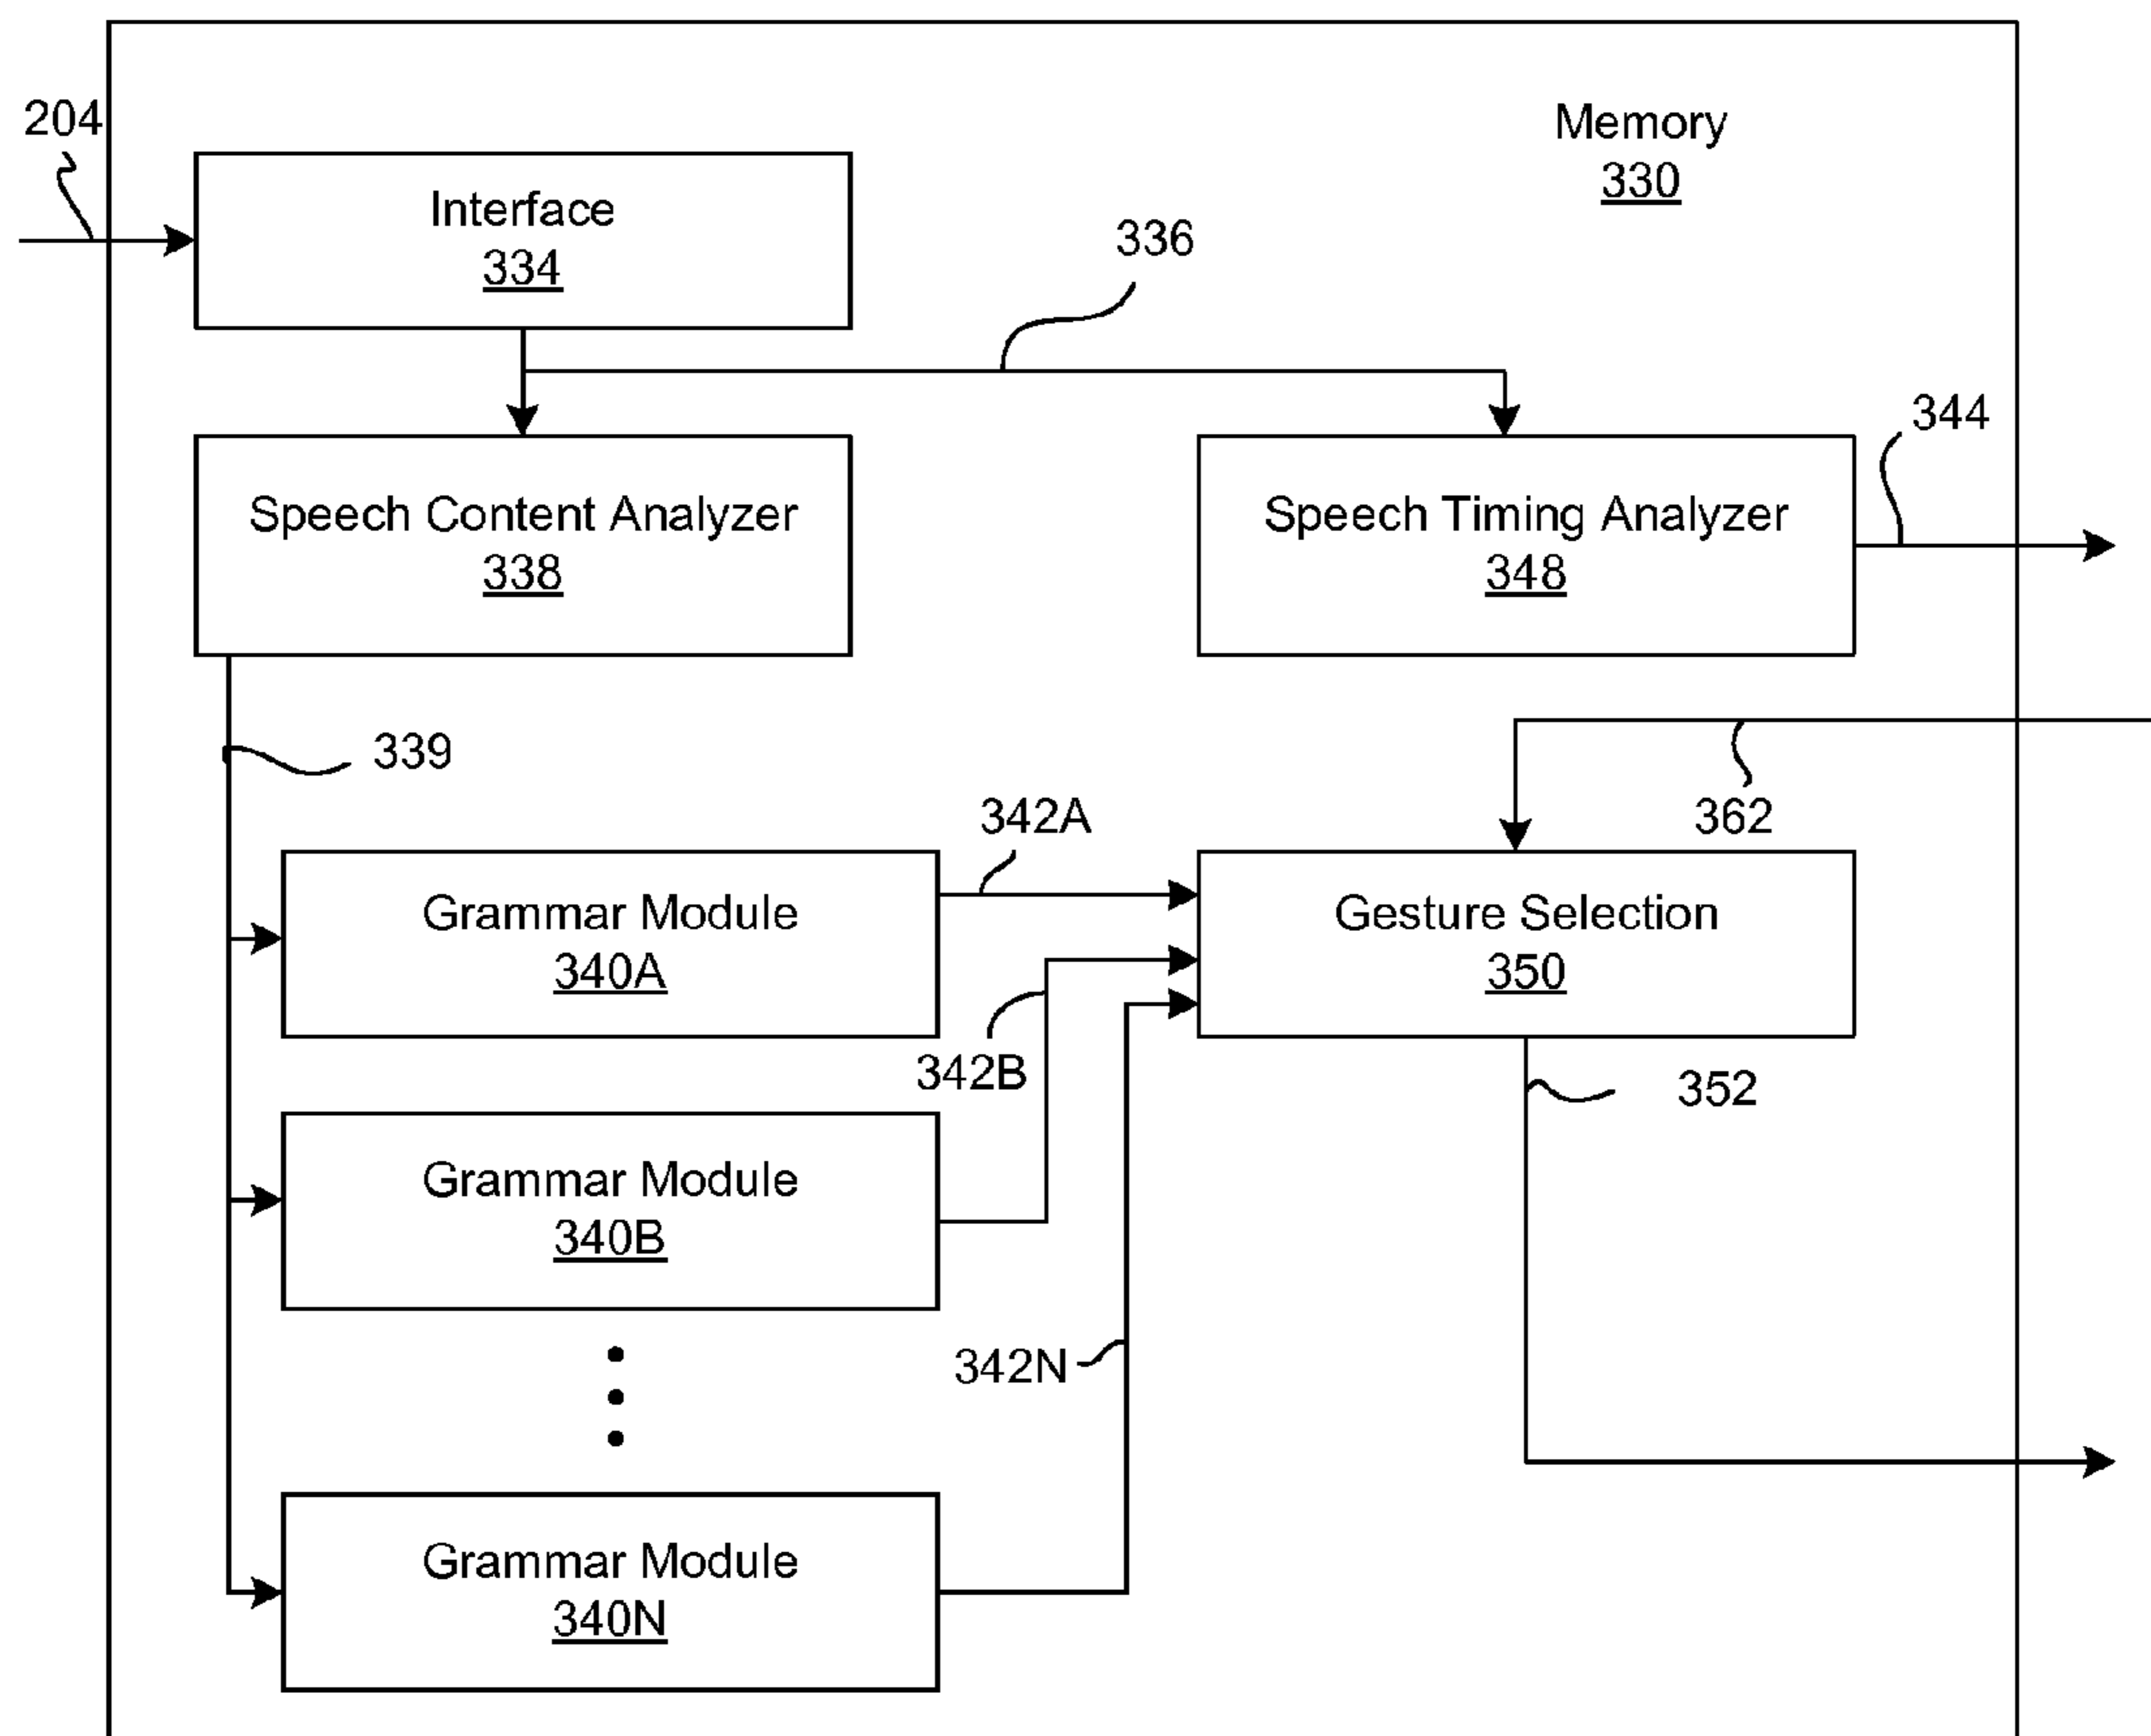 204
Memory
330
Interface
334
336
344
Speech Content Analyzer
338
Speech Timing Analyzer
348
339
342A
362
Grammar Module
340A
Gesture Selection
350
342B
352
Grammar Module
340B
342N
Grammar Module
340N